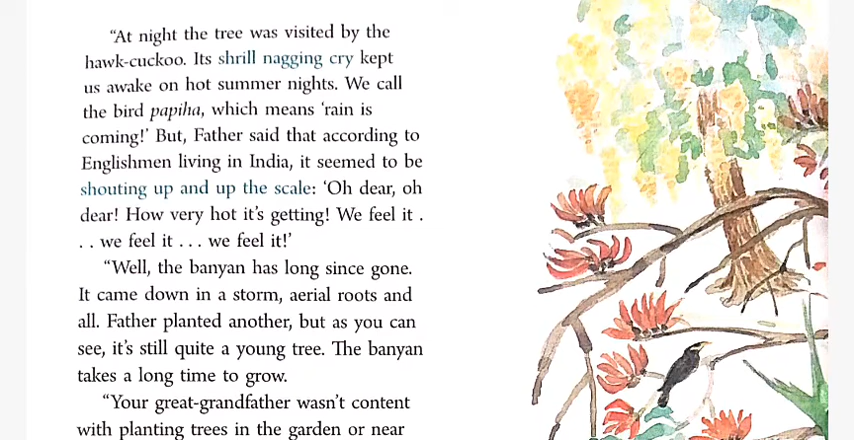 “At night the tree was visited by the
hawk-cuckoo. Its shrill nagging cry kept
us awake on hot summer nights. We call
the bird papiha, which means ‘rain is
coming!’ But, Father said that according to
Englishmen living in India, it seemed to be
shouting up and up the scale: ‘Oh dear, oh
dear! How very hot it’s getting! We feel it .
. . we feel it . . . we feel it!’
“Well, the banyan has long since gone.
It came down in a storm, aerial roots and
all. Father planted another, but as you can
see, it’s still quite a young tree. The banyan
takes a long time to grow.
“Your great-grandfather wasn’t content
with planting trees in the garden or near